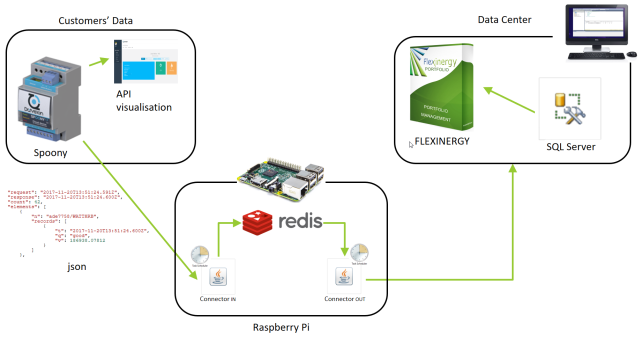 Customers' Data
Data Center
API
visualisation
Spoony
Flexinergy
PORTFOLIO
PORTFOLIO
MANAGEMENT
FLEXINERGY
SQL Server
"request": "2017-11-20T13:51:24.591Z",
"response": "2017-11-20T13:51:24.600Z",
"count": 62,
"elements": [
{
"records": [
{
"q": "good",
}
]
},
json
redis
Connector IN
Connector OUT
Raspberry Pi